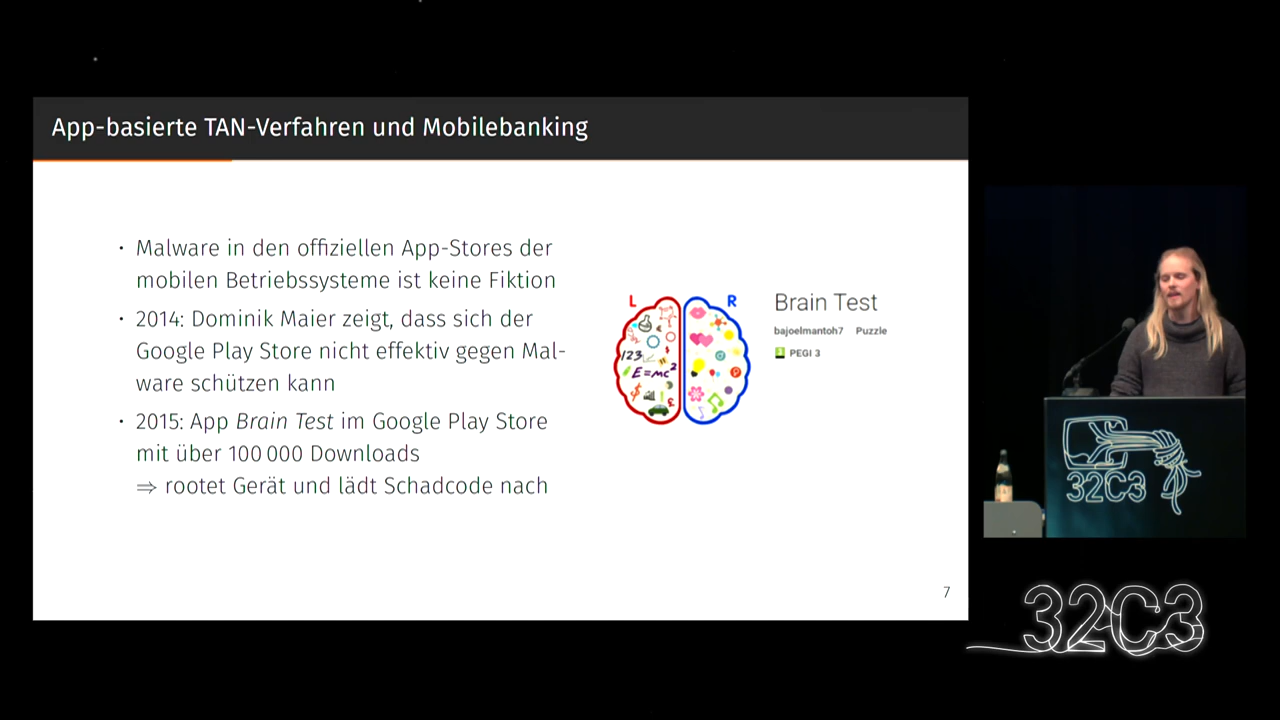 App-basierte TAN-Verfahren und Mobilebanking
• Malware in den offiziellen App-Stores der
mobilen Betriebssysteme ist keine Fiktion
• 2014: Dominik Maier zeigt, dass sich der
Google Play Store nicht effektiv gegen Mal-
ware schützen kann
• 2015: App Brain Test im Google Play Store
mit über 100 000 Downloads
⇒ rootet Gerät und lädt Schadcode nach
L R
123
E=mc²
Brain Test
bajoelmantoh7 Puzzle
PEGI 3
7
32C3
32C3